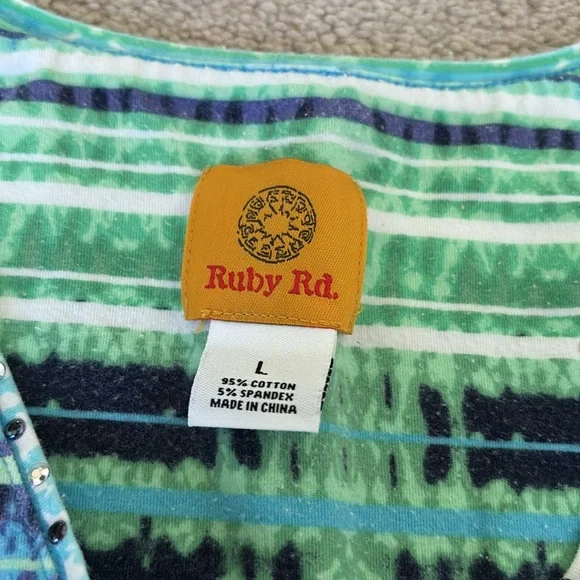 Ruby Rd.
L
95% COTTON
5% SPANDEX
MADE IN CHINA